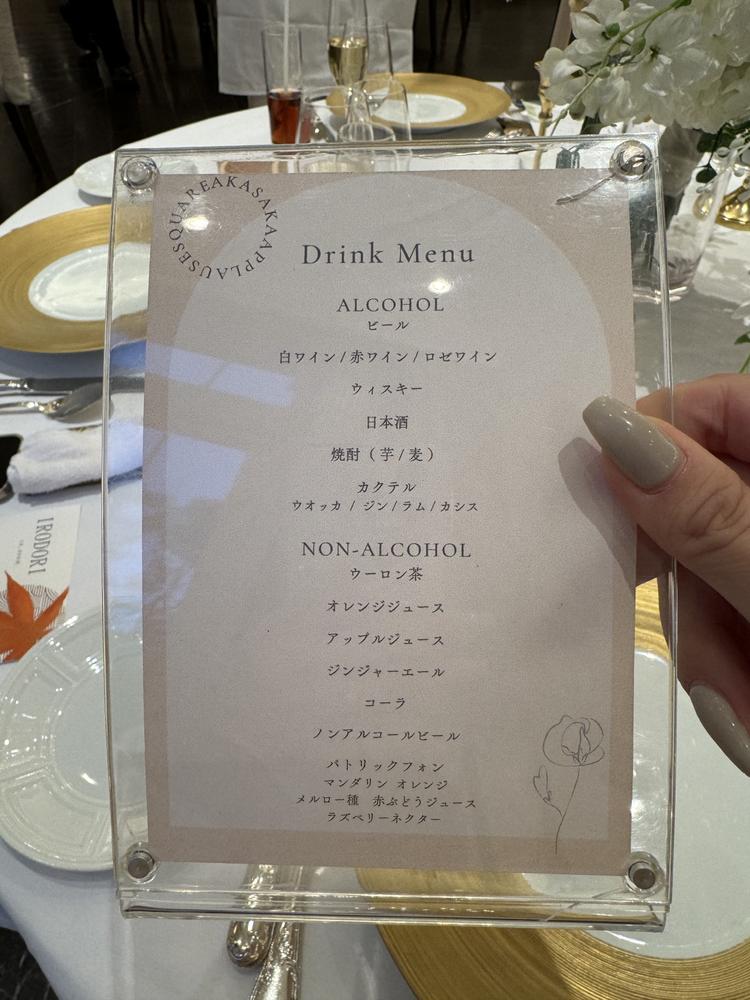 AKASAKAAPPLAUSESQUARE
Drink Menu
ALCOHOL
ビール
白ワイン / 赤ワイン / ロゼワイン
ウィスキー
日本酒
焼酎 ( 芋 / 麦 )
カクテル
ウオッカ / ジン / ラム / カシス
NON-ALCOHOL
ウーロン茶
オレンジジュース
アップルジュース
ジンジャーエール
コーラ
ノンアルコールビール
パトリックフォン
マンダリン オレンジ
メルロー種 赤ぶどうジュース
ラズベリーネクター
IRODORI